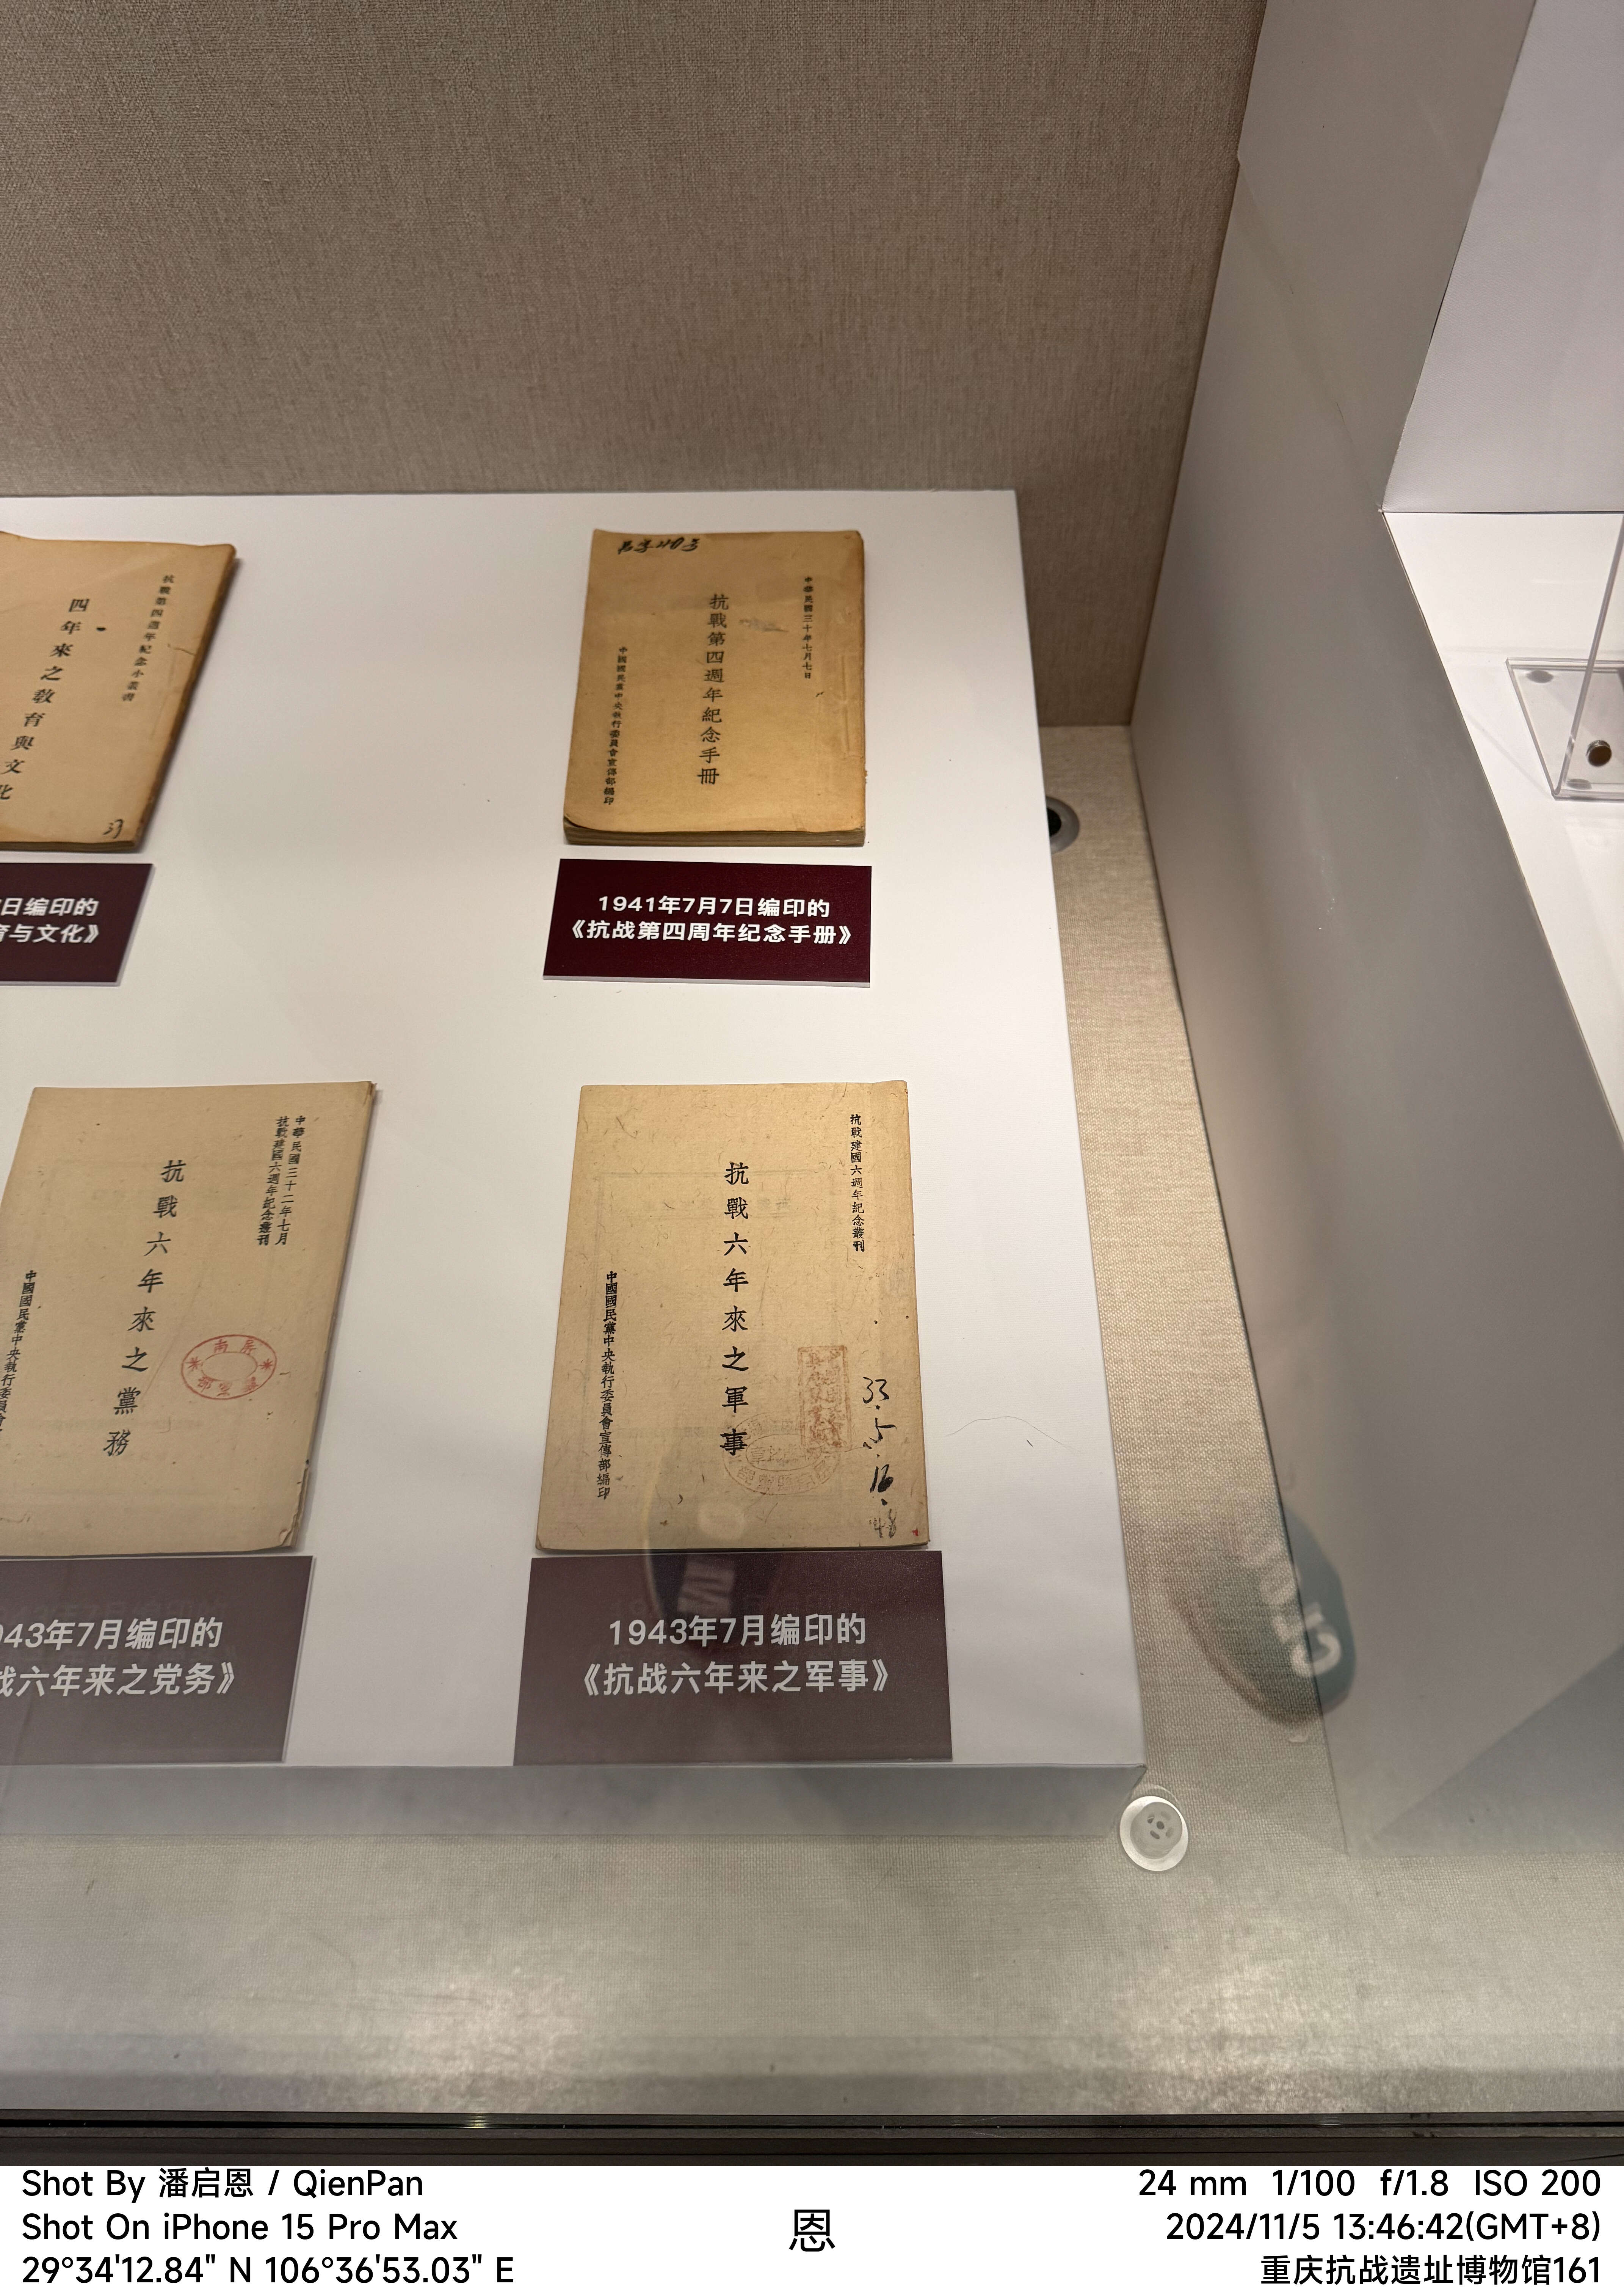 抗戰第四週年紀念小叢書
四年來之教育與文化
日编印的
育与文化》
中華民國三十年七月七日
抗戰第四週年紀念手冊
中國國民黨中央執行委員會宣傳部編印
1941年7月7日编印的
《抗战第四周年纪念手册》
中華民國三十二年七月
抗戰建國六週年紀念叢刊
抗戰六年來之黨務
中國國民黨中央執行委員會
943年7月编印的
战六年来之党务》
抗戰建國六週年紀念叢刊
抗戰六年來之軍事
中國國民黨中央執行委員會宣傳部編印
1943年7月编印的
《抗战六年来之军事》
Shot By 潘启恩 / QienPan
Shot On iPhone 15 Pro Max
29°34'12.84" N 106°36'53.03" E
恩
24 mm 1/100 f/1.8 ISO 200
2024/11/5 13:46:42(GMT+8)
重庆抗战遗址博物馆161